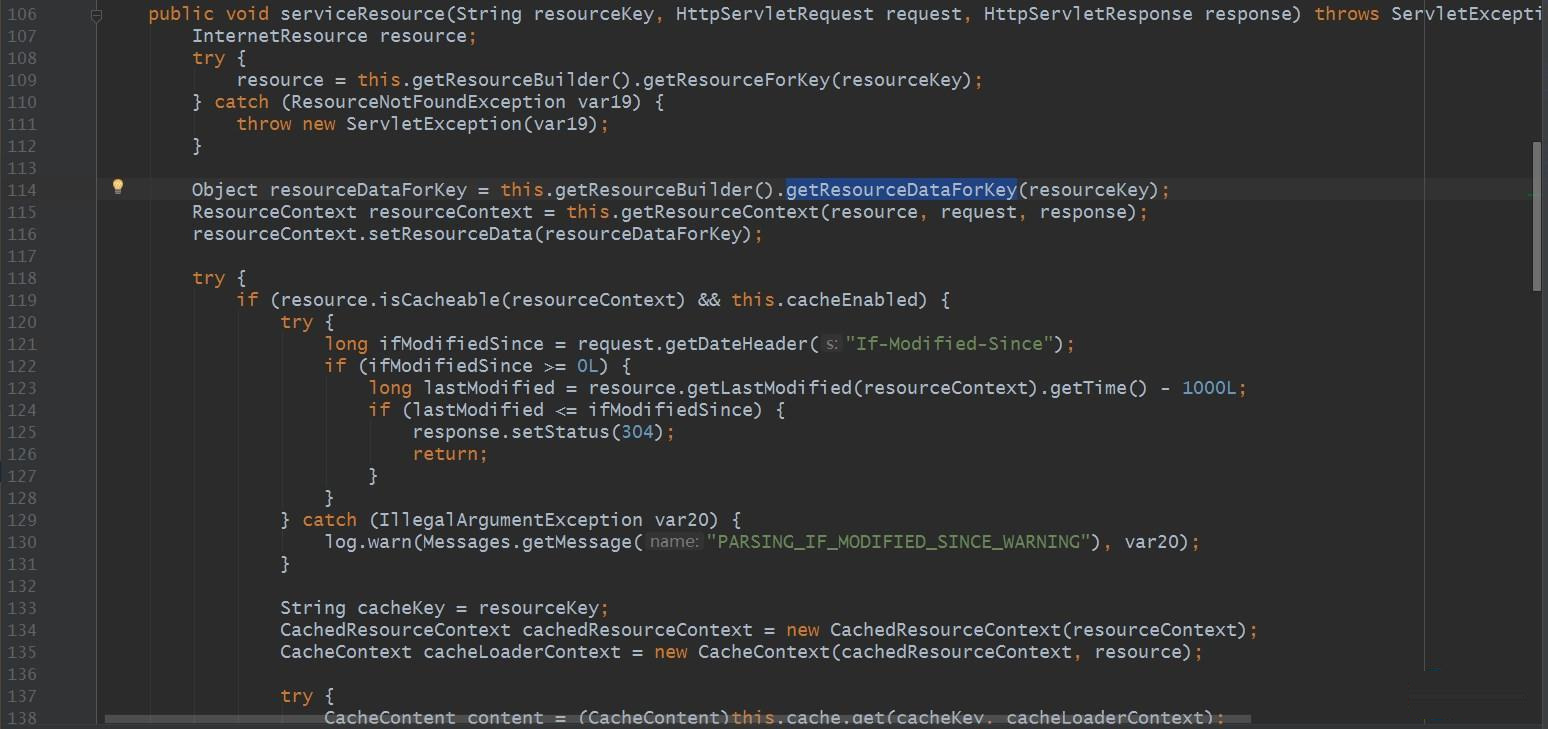 106 public void serviceResource(String resourceKey, HttpServletRequest request, HttpServletResponse response) throws ServletExcepti
107 InternetResource resource;
108 try {
109 resource = this.getResourceBuilder().getResourceForKey(resourceKey);
110 } catch (ResourceNotFoundException var19) {
111 throw new ServletException(var19);
112 }
113
114 Object resourceDataForKey = this.getResourceBuilder().getResourceDataForKey(resourceKey);
115 ResourceContext resourceContext = this.getResourceContext(resource, request, response);
116 resourceContext.setResourceData(resourceDataForKey);
117
118 try {
119 if (resource.isCacheable(resourceContext) && this.cacheEnabled) {
120 try {
121 long ifModifiedSince = request.getDateHeader( s: "If-Modified-Since");
122 if (ifModifiedSince >= 0L) {
123 long lastModified = resource.getLastModified(resourceContext).getTime() - 1000L;
124 if (lastModified <= ifModifiedSince) {
125 response.setStatus(304);
126 return;
127 }
128 }
129 } catch (IllegalArgumentException var20) {
130 log.warn(Messages.getMessage( name: "PARSING_IF_MODIFIED_SINCE_WARNING"), var20);
131 }
132
133 String cacheKey = resourceKey;
134 CachedResourceContext cachedResourceContext = new CachedResourceContext(resourceContext);
135 CacheContext cacheLoaderContext = new CacheContext(cachedResourceContext, resource);
136
137 try {
138 CacheContent content = (CacheContent)this.cache.get(cacheKey, cacheLoaderContext);